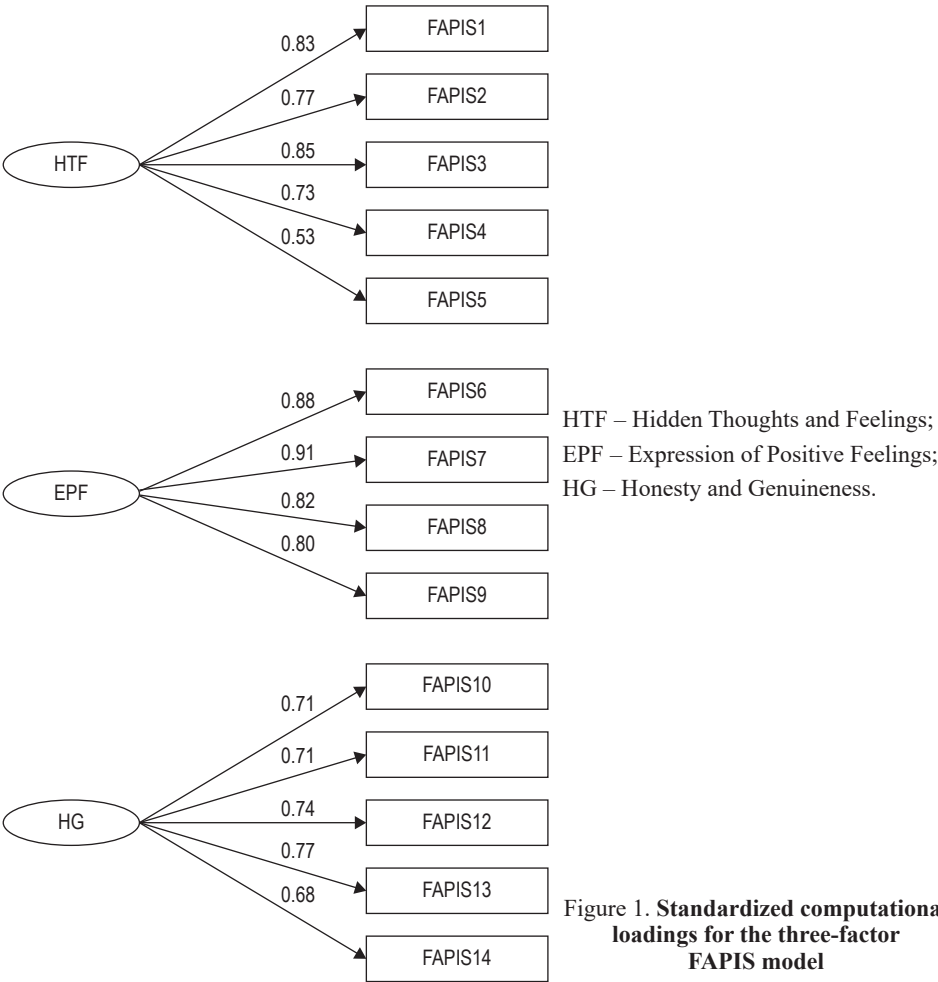 0.83
FAPIS1
0.77
FAPIS2
HTF
0.85
FAPIS3
0.73
FAPIS4
0.53
FAPIS5
0.88
FAPIS6
0.91
FAPIS7
EPF
0.82
FAPIS8
0.80
FAPIS9
HTF – Hidden Thoughts and Feelings;
EPF – Expression of Positive Feelings;
HG – Honesty and Genuineness.
0.71
FAPIS10
0.71
FAPIS11
HG
0.74
FAPIS12
0.77
FAPIS13
0.68
FAPIS14
Figure 1. Standardized computationa
loadings for the three-factor
FAPIS model